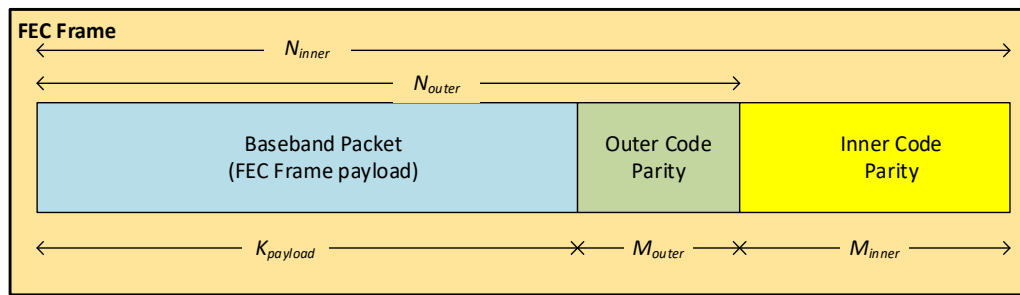 FEC Frame
N_inner
N_outer
Baseband Packet
(FEC Frame payload)
Outer Code
Parity
Inner Code
Parity
K_payload
M_outer
M_inner